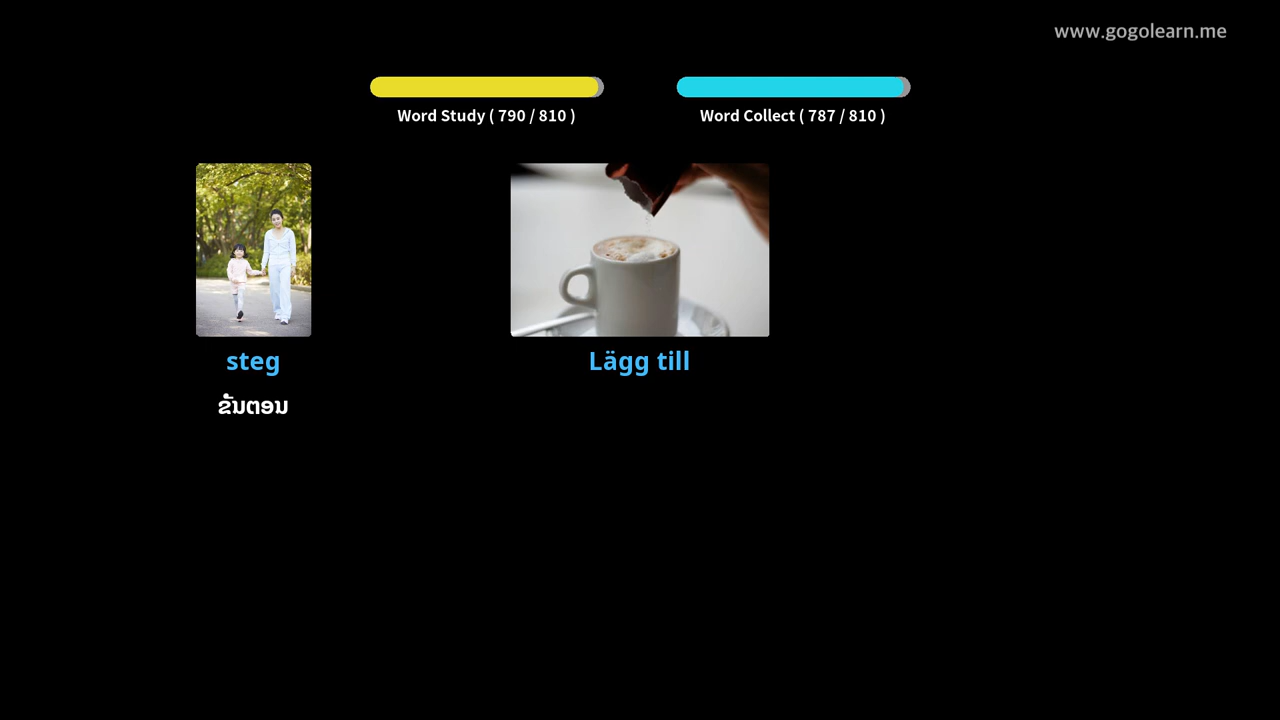 www.gogolearn.me
Word Study ( 790 / 810 )
Word Collect ( 787 / 810 )
steg
Lägg till
ຂັ້ນຕອນ